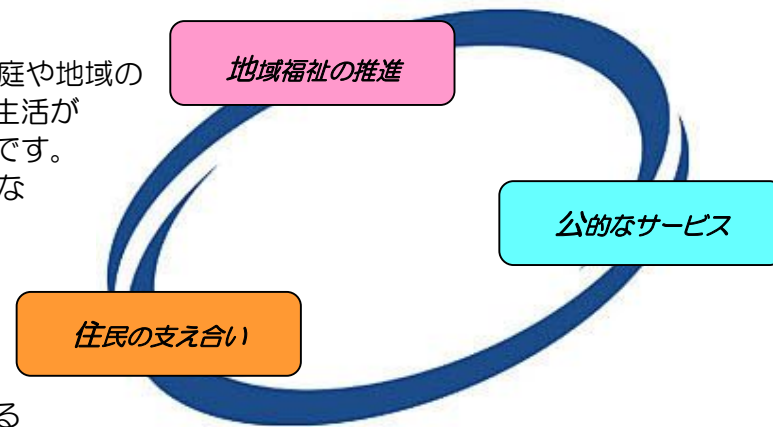 地域福祉の推進
庭や地域の
生活が
です。
な
公的なサービス
住民の支え合い
る